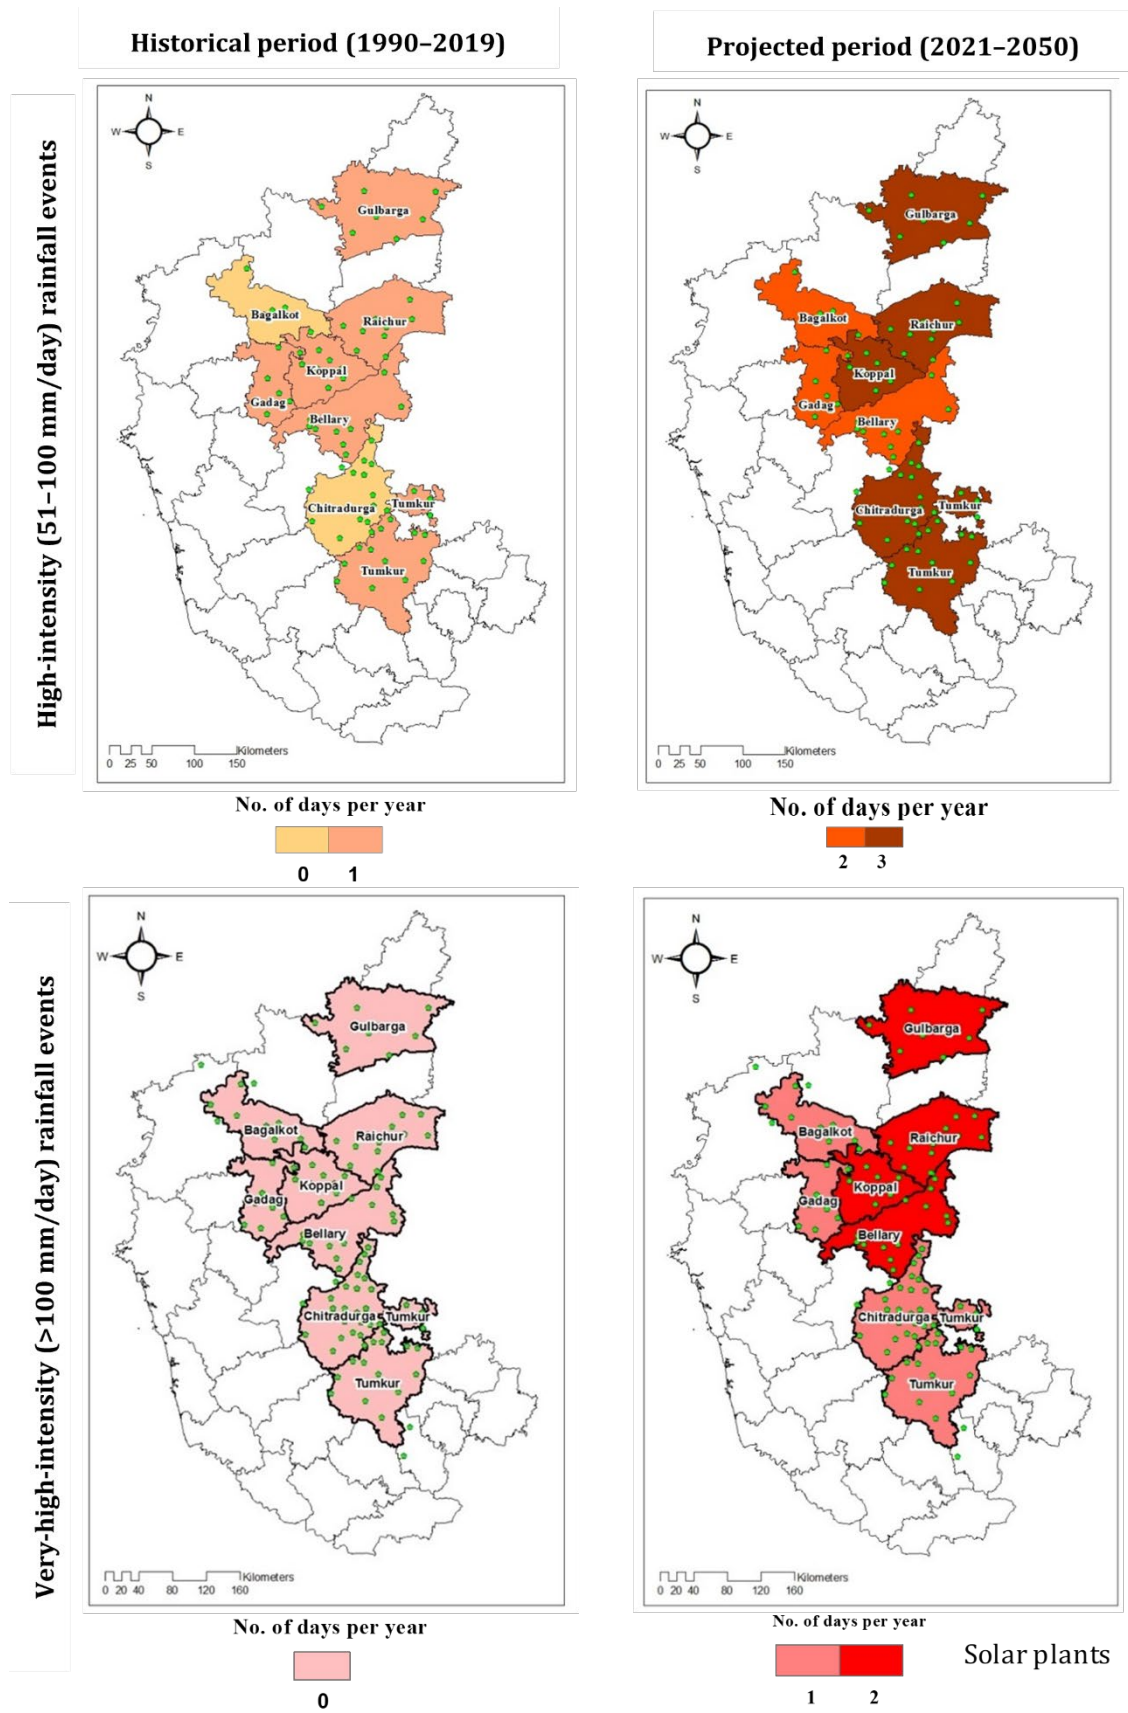 Historical period (1990–2019)
Projected period (2021–2050)
High-intensity (51–100 mm/day) rainfall events
N
W E
S
Gulbarga
Bagalkot
Raichur
Koppal
Gadag
Bellary
Chitradurga
Tumkur
Tumkur
Kilometers
0 25 50 100 150
No. of days per year
0 1
N
W E
S
Gulbarga
Bagalkot
Raichur
Koppal
Gadag
Bellary
Chitradurga
Tumkur
Tumkur
Kilometers
0 25 50 100 150
No. of days per year
2 3
Very-high-intensity (>100 mm/day) rainfall events
N
W E
S
Gulbarga
Bagalkot
Raichur
Koppal
Gadag
Bellary
Chitradurga
Tumkur
Tumkur
Kilometers
0 20 40 80 120 160
No. of days per year
0
N
W E
S
Gulbarga
Bagalkot
Raichur
Koppal
Gadag
Bellary
Chitradurga
Tumkur
Tumkur
Kilometers
0 20 40 80 120 160
No. of days per year
1 2
Solar plants